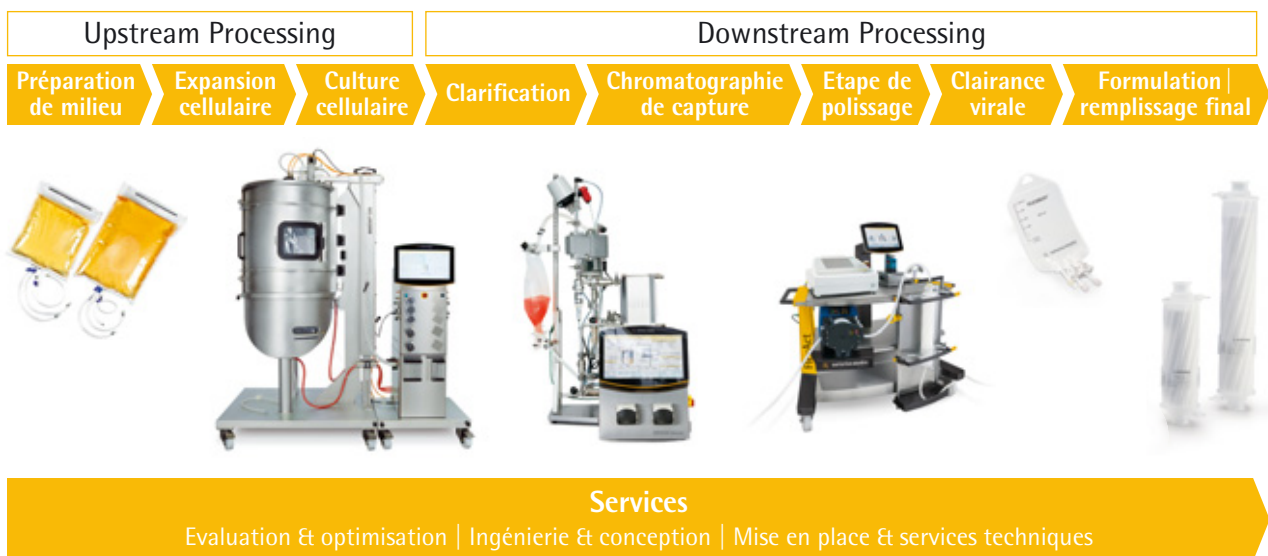 Upstream Processing
Downstream Processing
Préparation
de milieu
Expansion
cellulaire
Culture
cellulaire
Clarification
Chromatographie
de capture
Etape de
polissage
Clairance
virale
Formulation |
remplissage final
Services
Evaluation & optimisation | Ingénierie & conception | Mise en place & services techniques